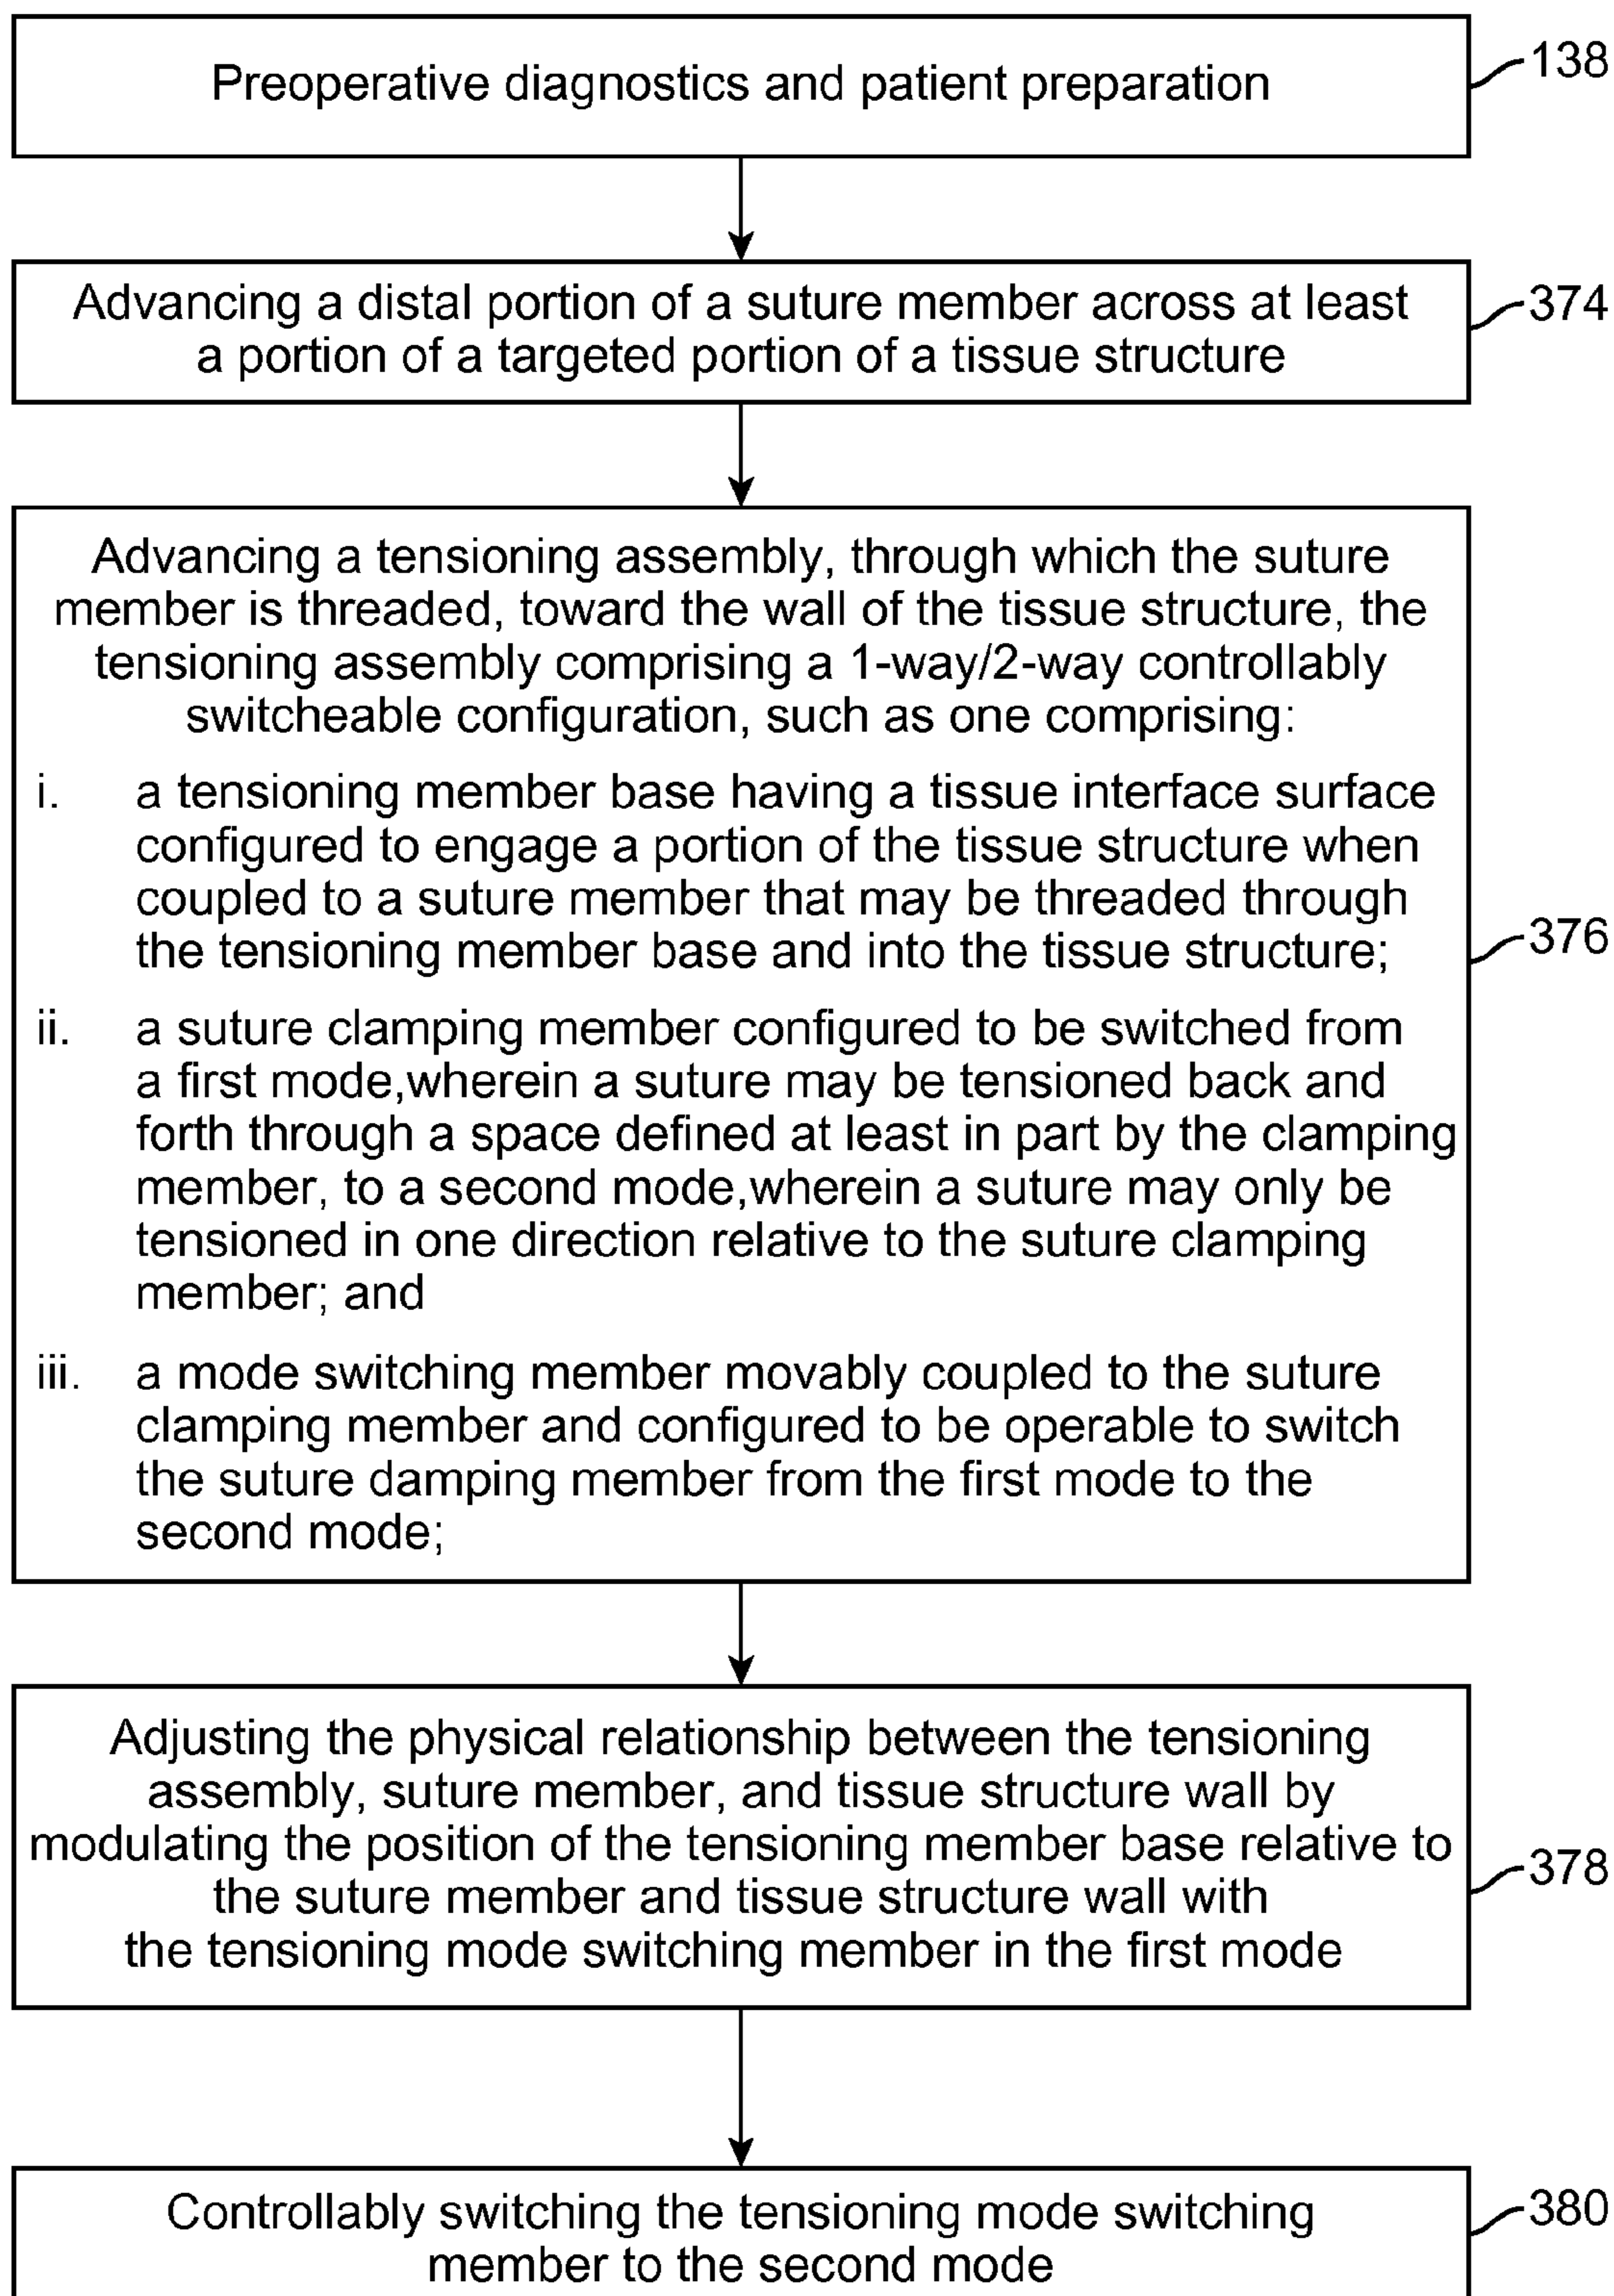 Preoperative diagnostics and patient preparation
138
Advancing a distal portion of a suture member across at least
a portion of a targeted portion of a tissue structure
374
Advancing a tensioning assembly, through which the suture
member is threaded, toward the wall of the tissue structure, the
tensioning assembly comprising a 1-way/2-way controllably
switcheable configuration, such as one comprising:
i. a tensioning member base having a tissue interface surface
configured to engage a portion of the tissue structure when
coupled to a suture member that may be threaded through
the tensioning member base and into the tissue structure;
376
ii. a suture clamping member configured to be switched from
a first mode,wherein a suture may be tensioned back and
forth through a space defined at least in part by the clamping
member, to a second mode,wherein a suture may only be
tensioned in one direction relative to the suture clamping
member; and
iii. a mode switching member movably coupled to the suture
clamping member and configured to be operable to switch
the suture damping member from the first mode to the
second mode;
Adjusting the physical relationship between the tensioning
assembly, suture member, and tissue structure wall by
modulating the position of the tensioning member base relative to
the suture member and tissue structure wall with
the tensioning mode switching member in the first mode
378
Controllably switching the tensioning mode switching
member to the second mode
380